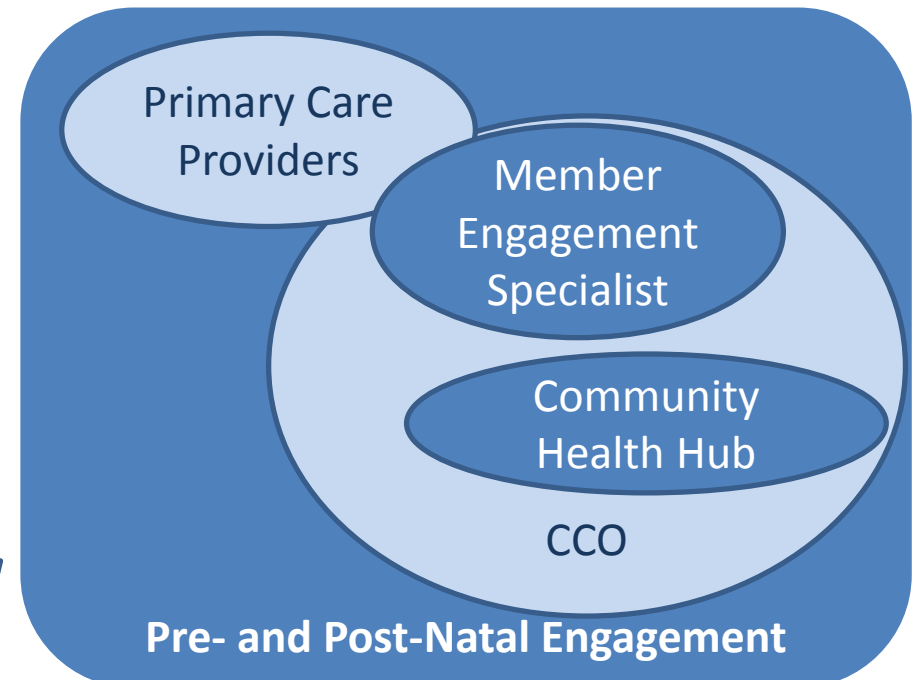 Primary Care
Providers
Member
Engagement
Specialist
Community
Health Hub
CCO
Pre- and Post-Natal Engagement